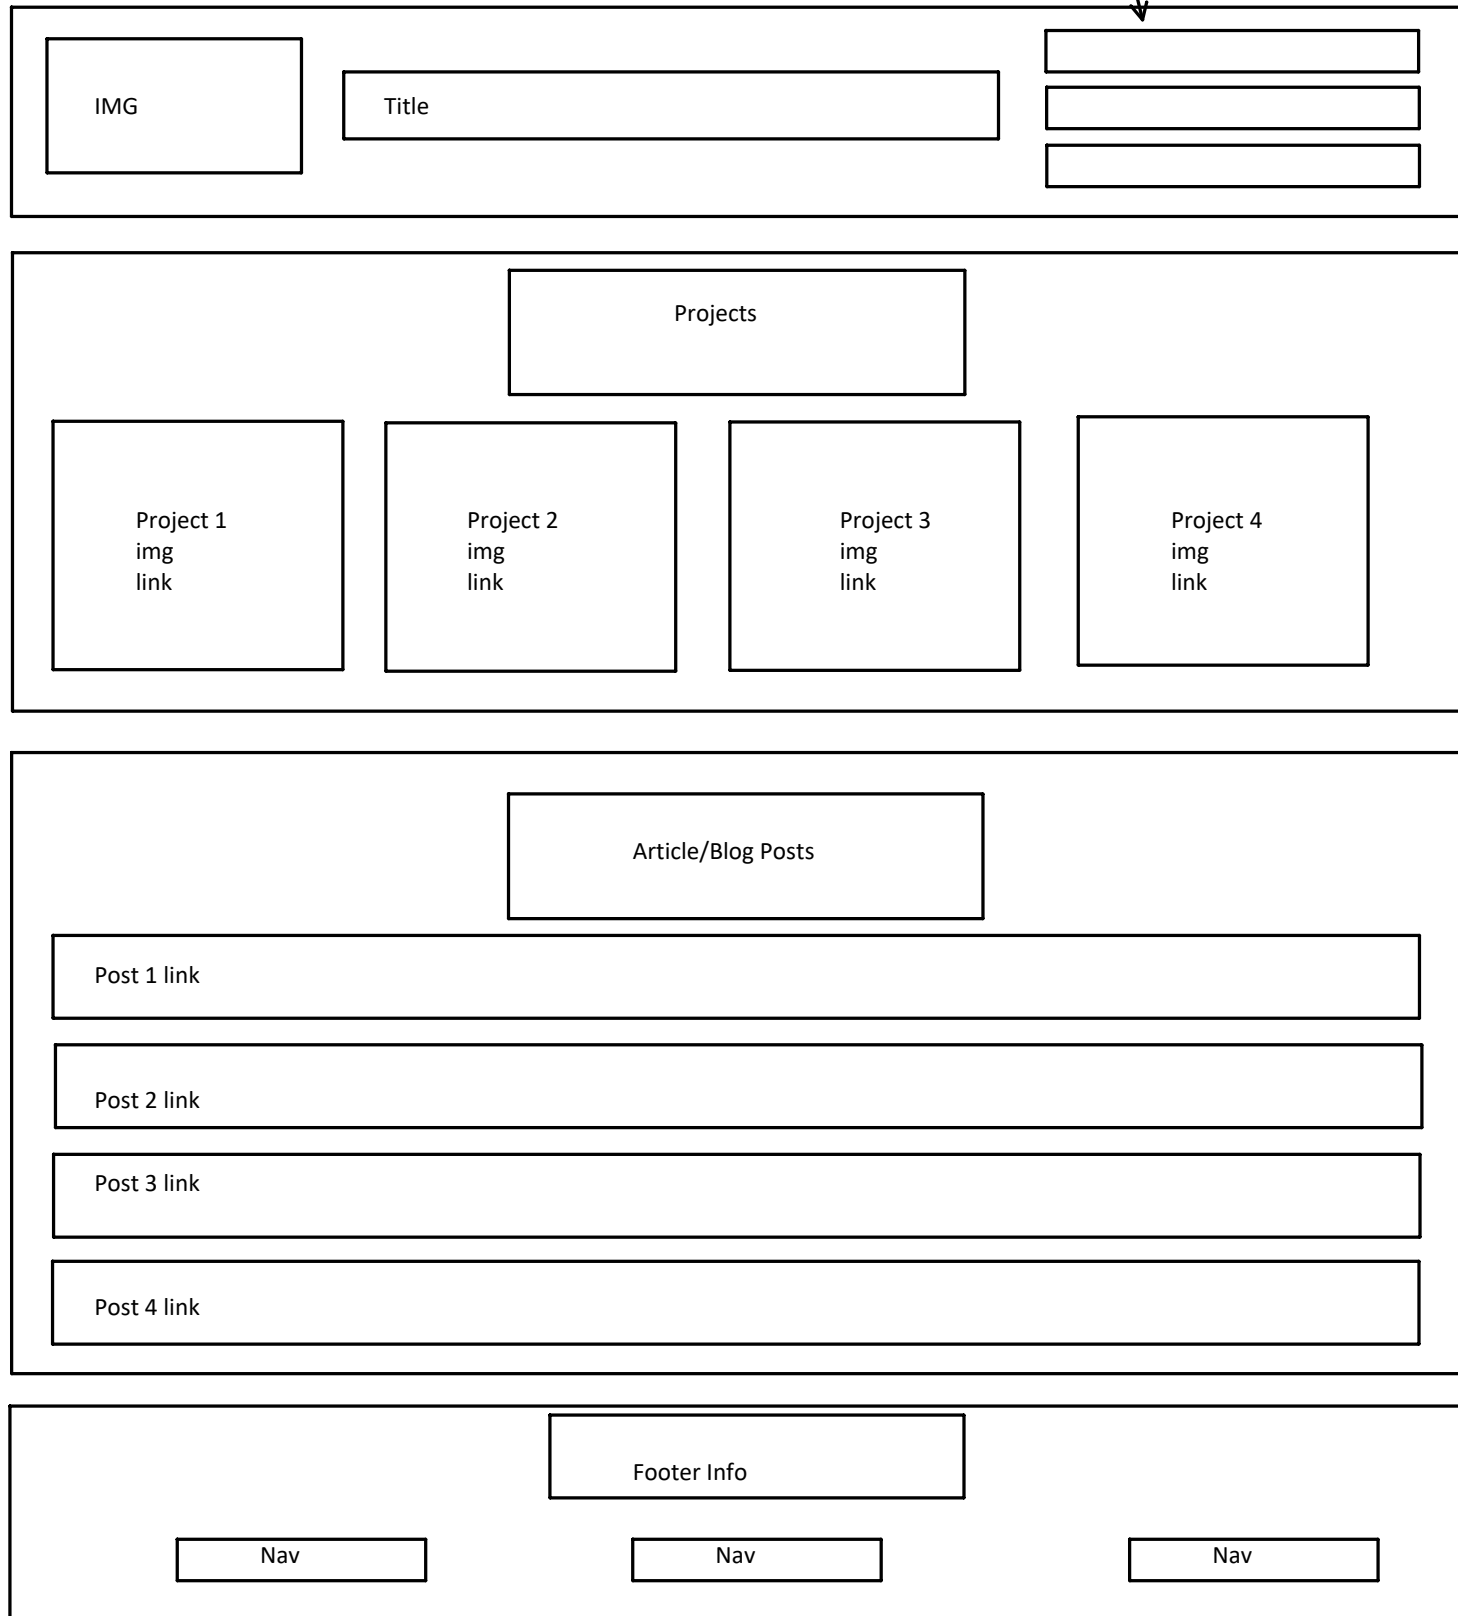 IMG
Title
Projects
Project 1
img
link
Project 2
img
link
Project 3
img
link
Project 4
img
link
Article/Blog Posts
Post 1 link
Post 2 link
Post 3 link
Post 4 link
Footer Info
Nav
Nav
Nav